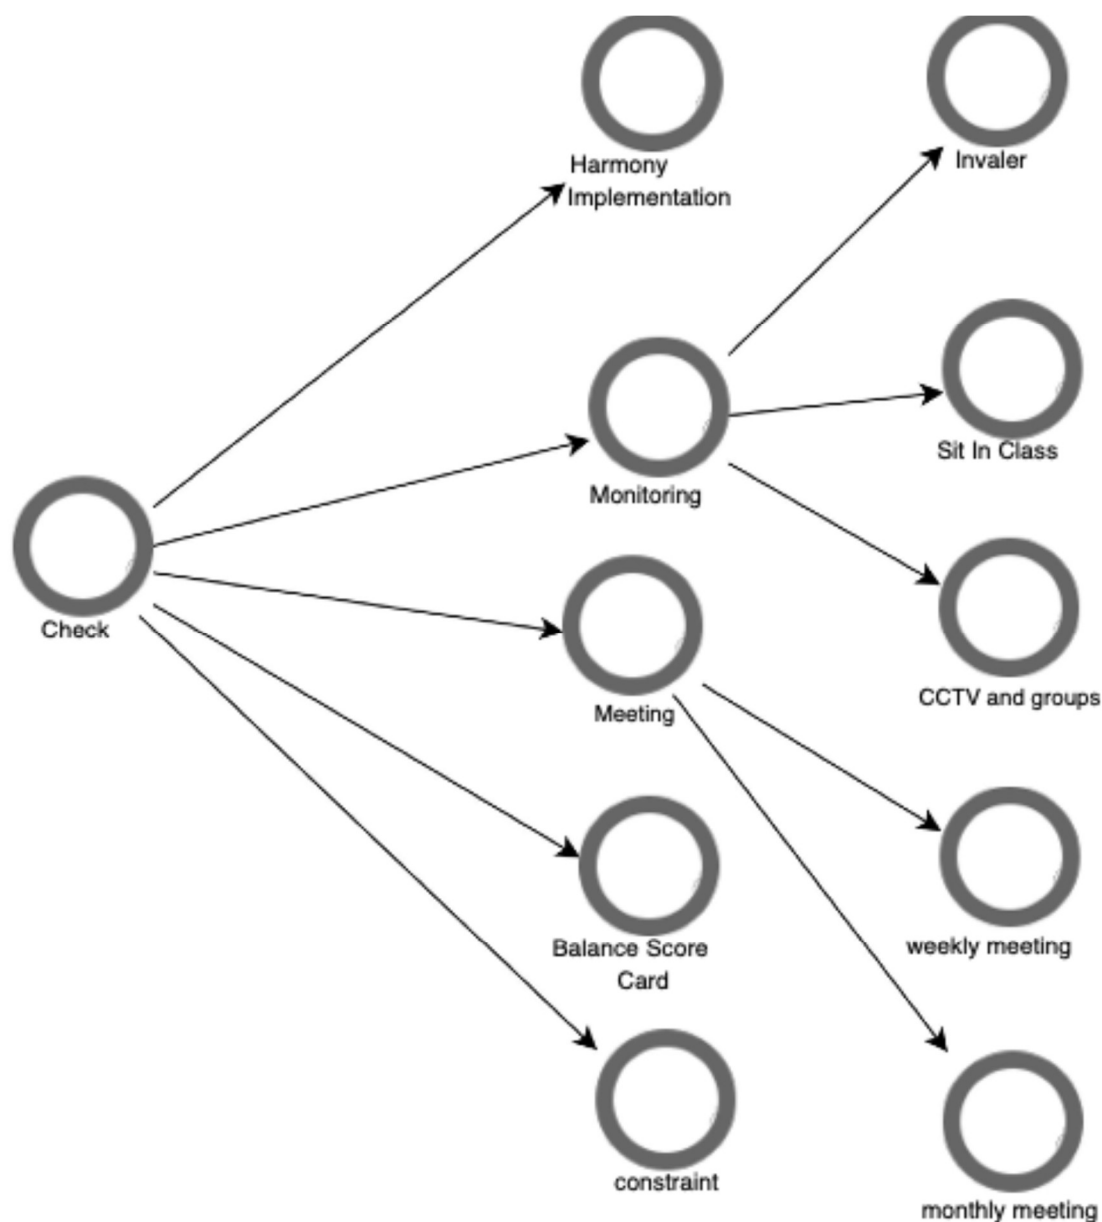 Harmony
Implementation
Invaler
Monitoring
Sit In Class
Check
Meeting
CCTV and groups
Balance Score
Card
weekly meeting
constraint
monthly meeting